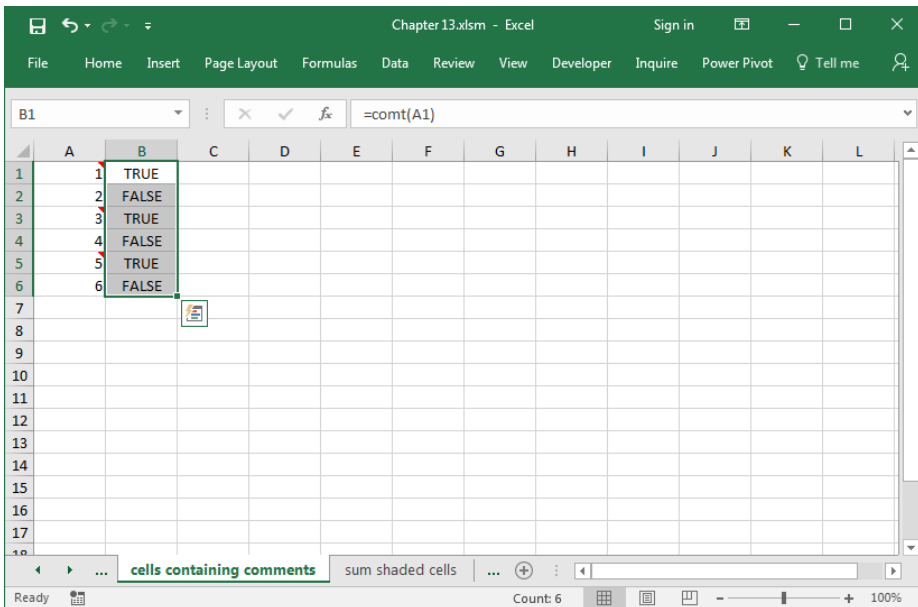 Chapter 13.xlsm - Excel Sign in
File Home Insert Page Layout Formulas Data Review View Developer Inquire Power Pivot Tell me
B1 fx =comt(A1)
A B C D E F G H I J K L
1 1 TRUE
2 2 FALSE
3 3 TRUE
4 4 FALSE
5 5 TRUE
6 6 FALSE
7
8
9
10
11
12
13
14
15
16
17
18
... cells containing comments sum shaded cells ...
Ready Count: 6 100%